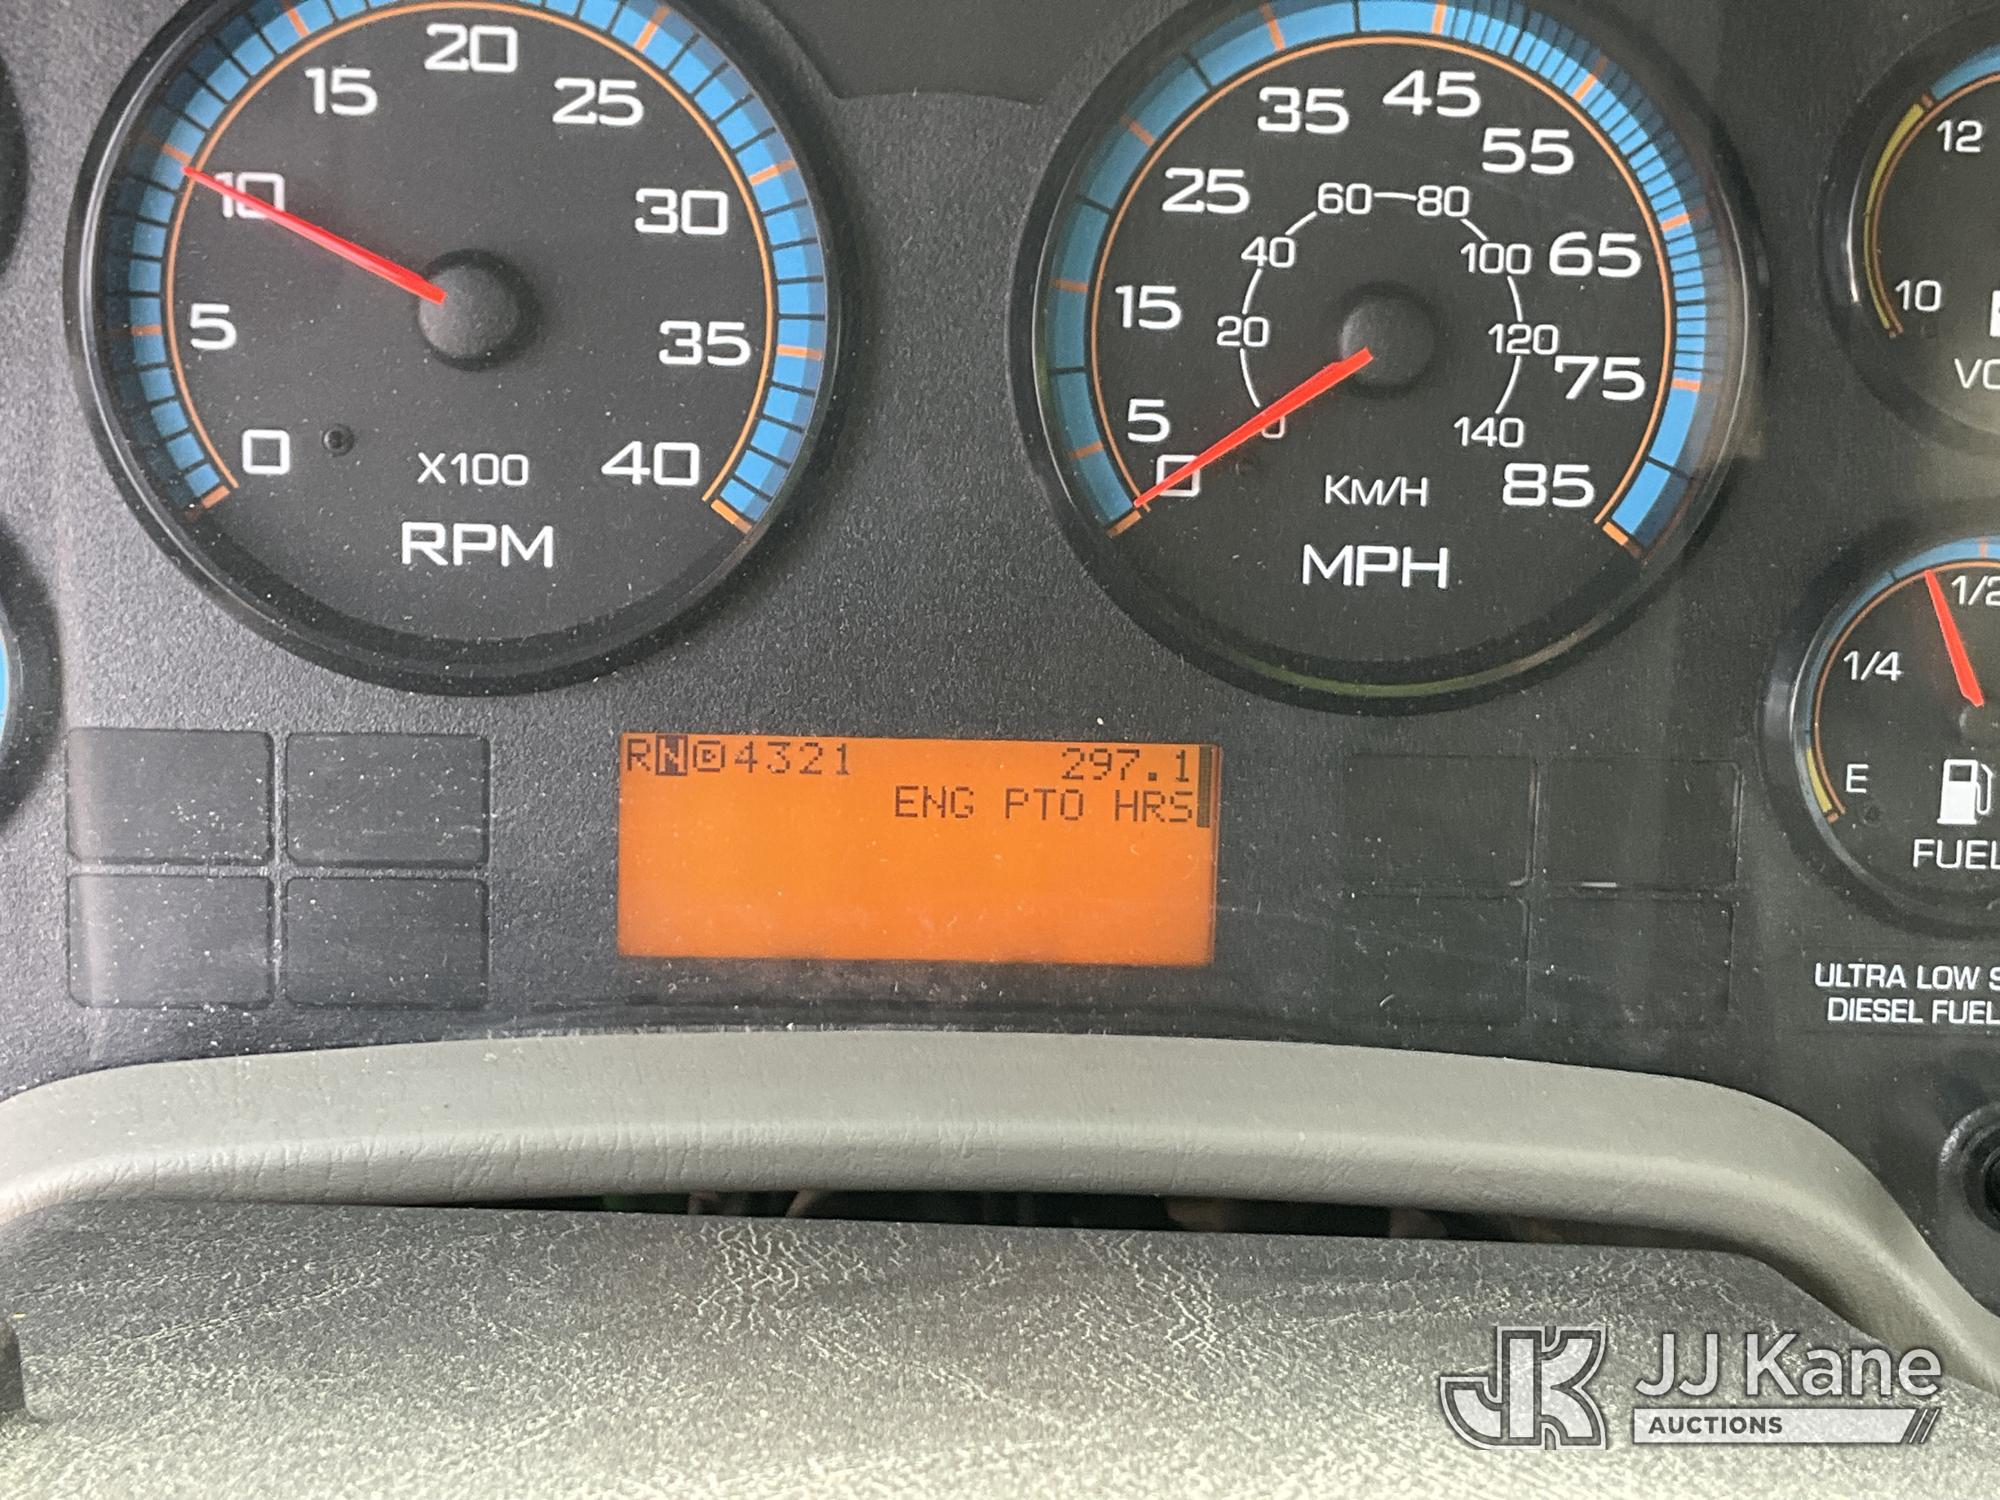 20
15
25
10
30
5
35
0
40
X100
RPM
45
35
55
25
65
15
75
5
85
0
60
80
40
100
20
120
0
140
KM/H
MPH
12
10
1/2
1/4
E
FUEL
RN 4321 297.1
ENG PTO HRS
ULTRA LOW
DIESEL FUEL
JK
JJ Kane
AUCTIONS